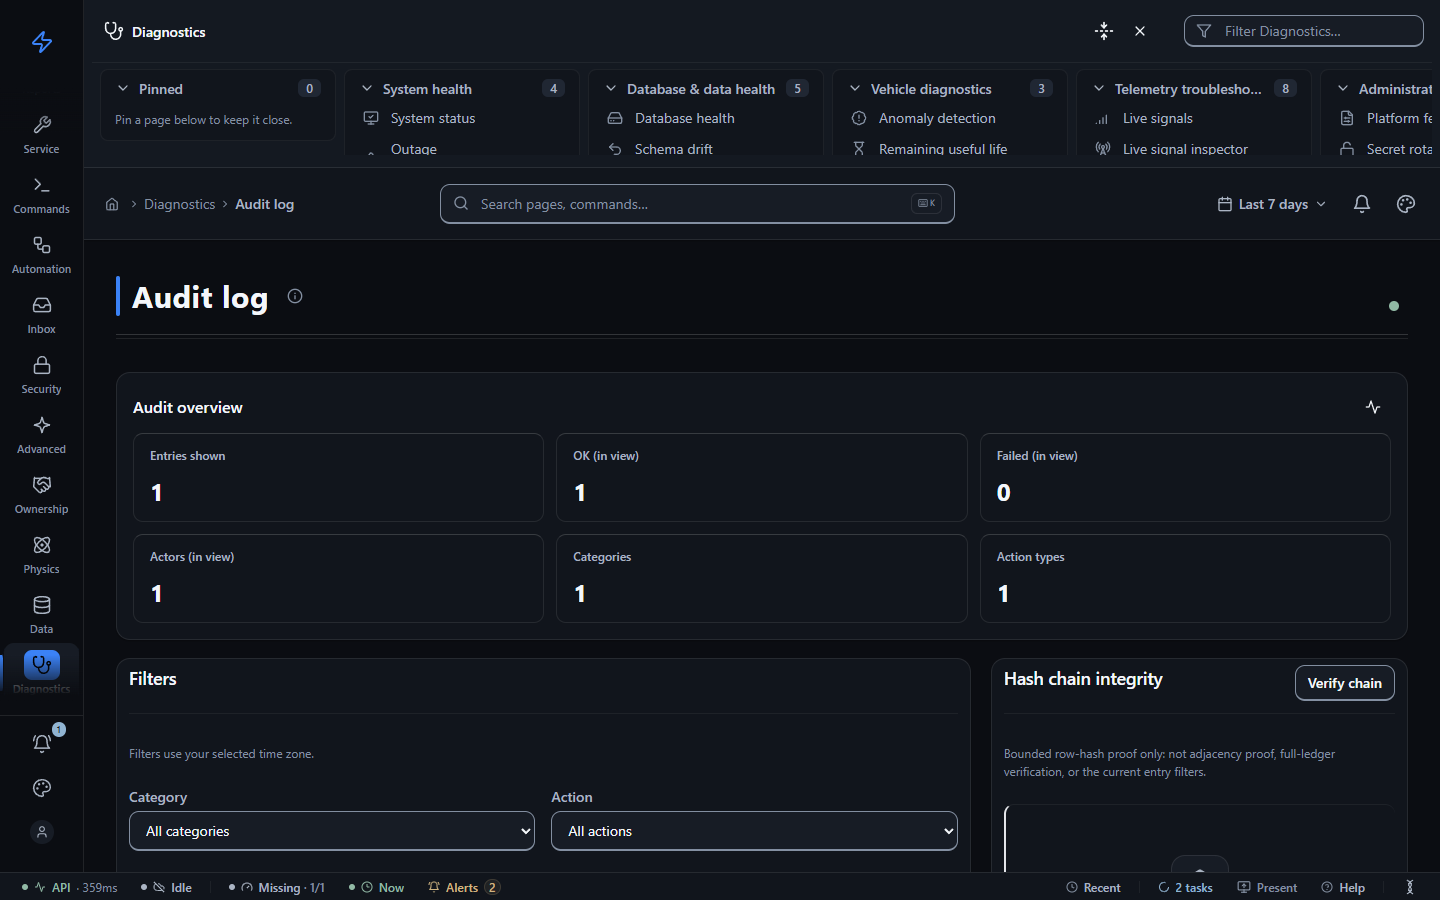 Diagnostics
Filter Diagnostics...
Pinned 0
Pin a page below to keep it close.
System health 4
System status
Outage
Database & data health 5
Database health
Schema drift
Vehicle diagnostics 3
Anomaly detection
Remaining useful life
Telemetry troublesho... 8
Live signals
Live signal inspector
Administrat
Platform fe
Secret rota
Service
Commands
Automation
Inbox
Security
Advanced
Ownership
Physics
Data
Diagnostics
1
Diagnostics > Audit log
Search pages, commands...
K
Last 7 days
Audit log
Audit overview
Entries shown
1
OK (in view)
1
Failed (in view)
0
Actors (in view)
1
Categories
1
Action types
1
Filters
Filters use your selected time zone.
Category
All categories
Action
All actions
Hash chain integrity
Verify chain
Bounded row-hash proof only: not adjacency proof, full-ledger
verification, or the current entry filters.
API · 359ms
Idle
Missing · 1/1
Now
Alerts 2
Recent
2 tasks
Present
Help